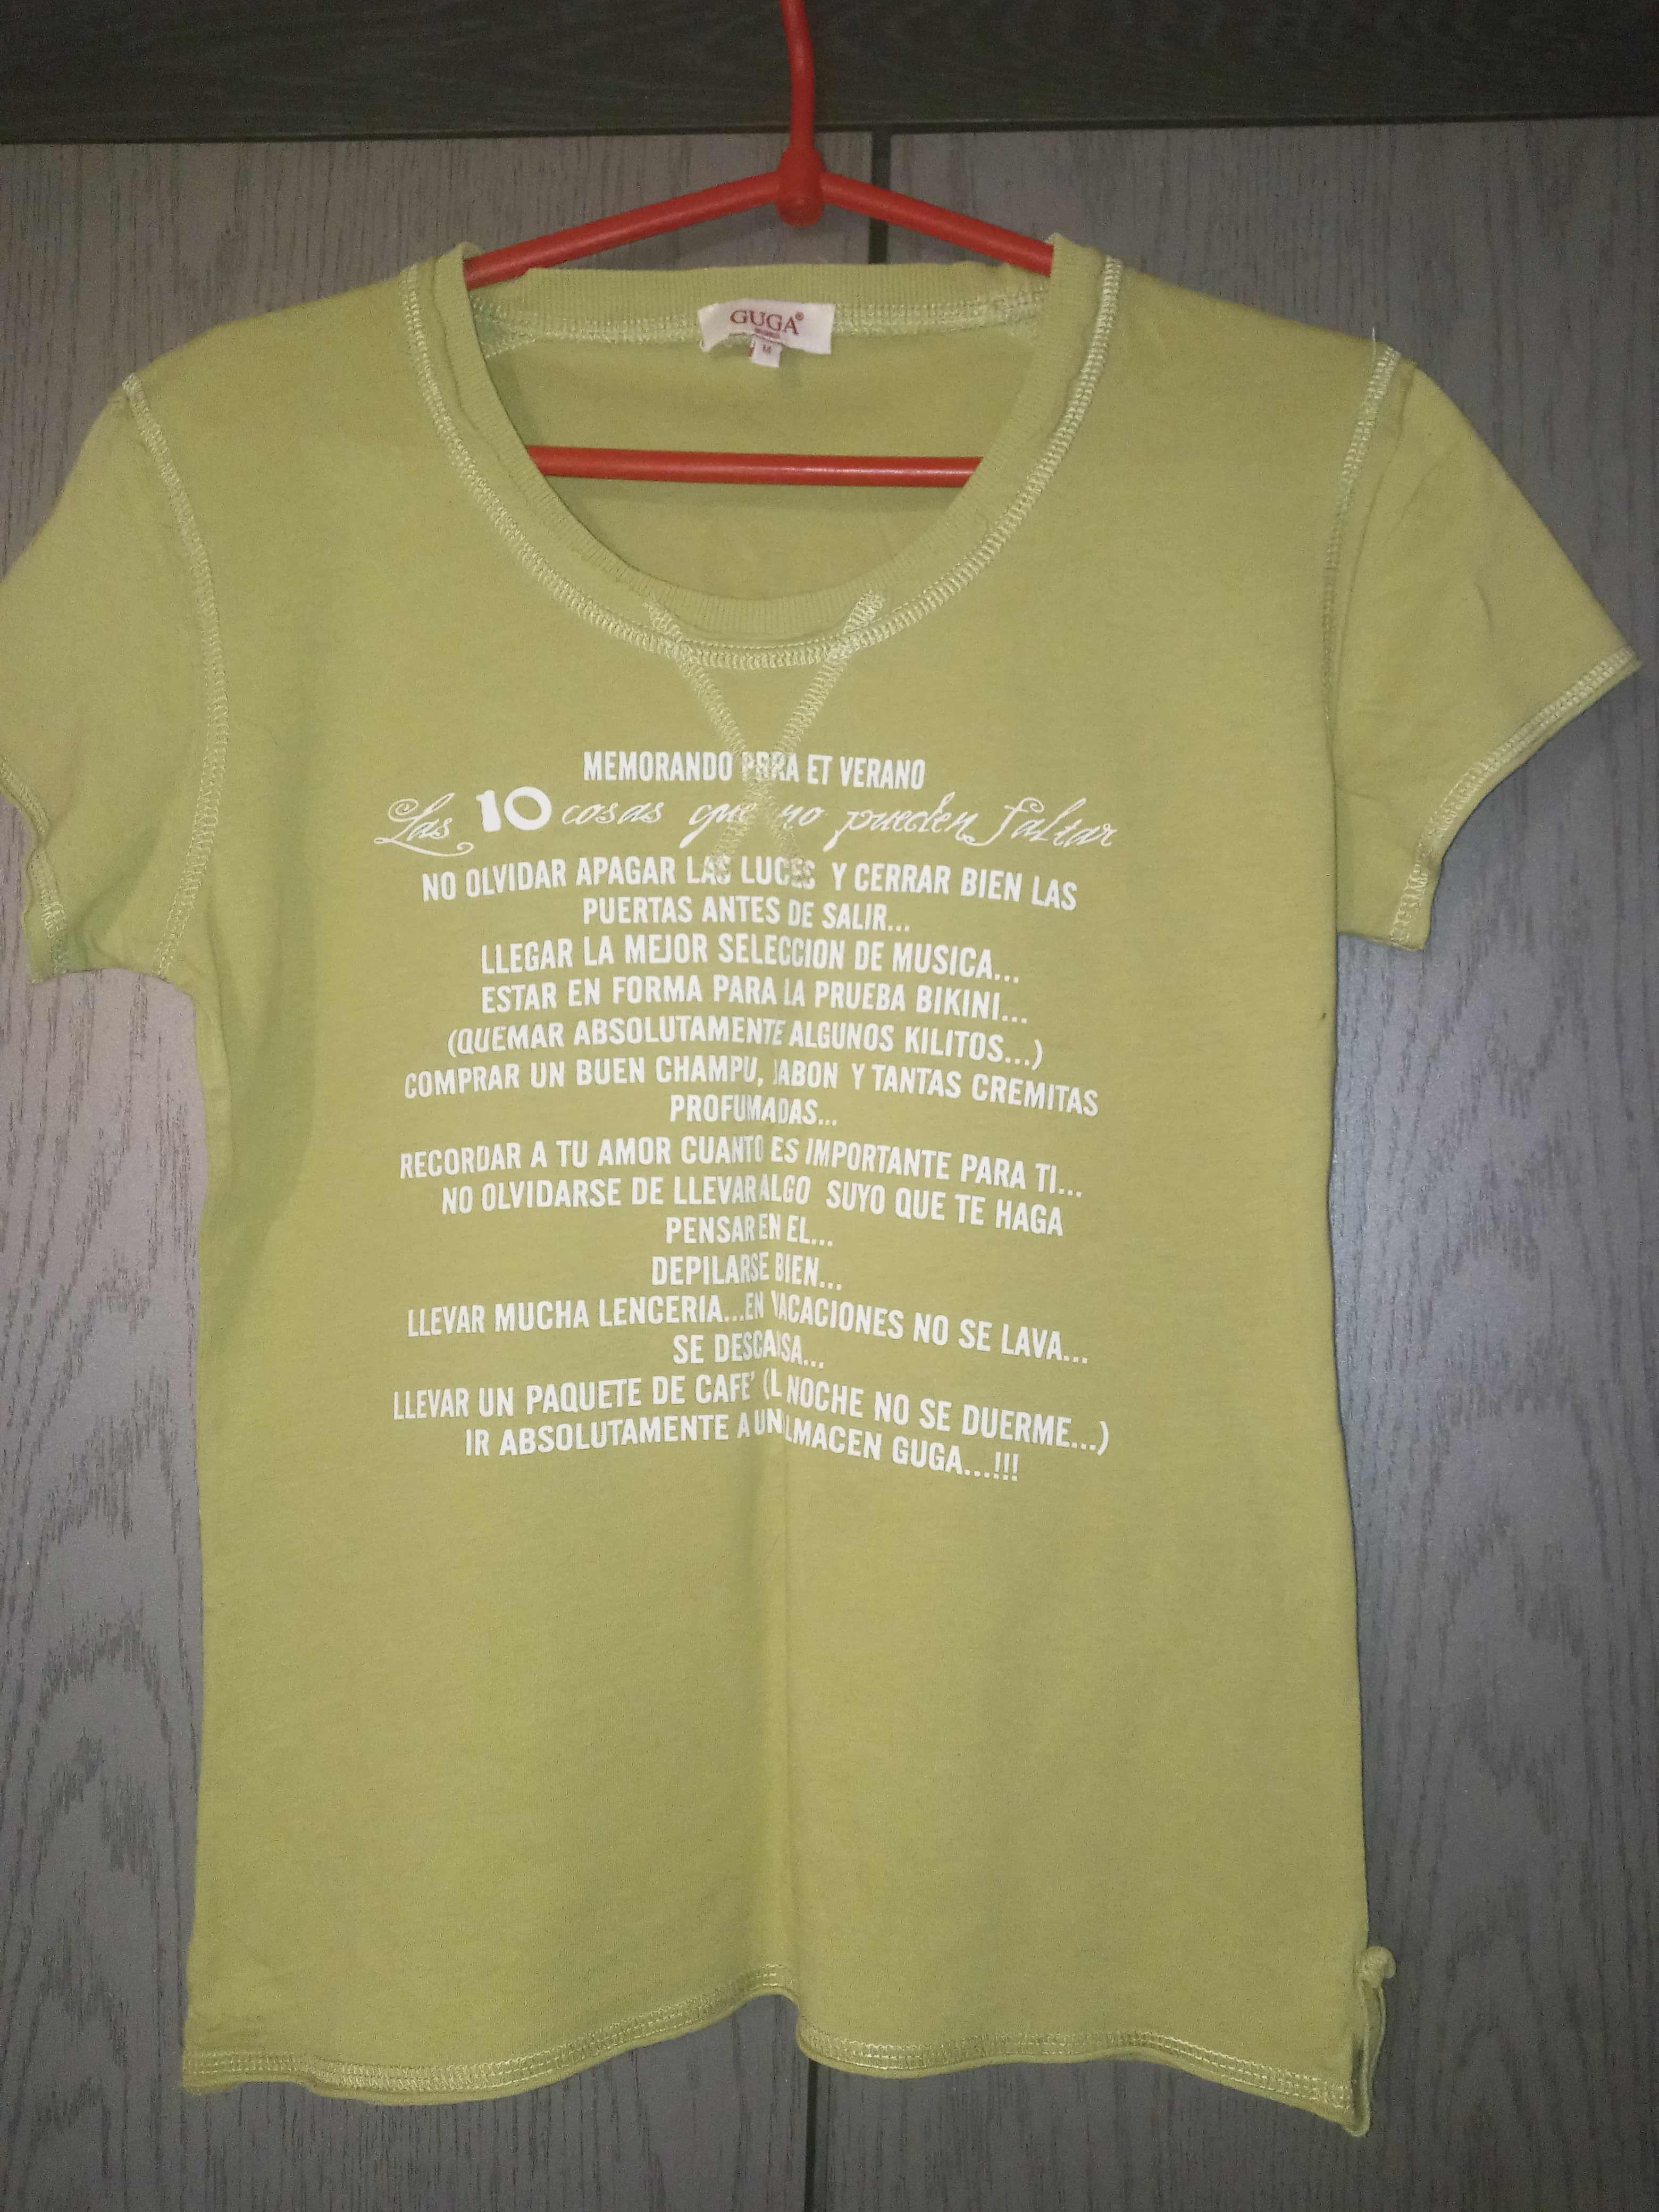 GUGA®
M
MEMORANDO PARA ET VERANO
Las 10 cosas que no pueden faltar
NO OLVIDAR APAGAR LAS LUCES Y CERRAR BIEN LAS
PUERTAS ANTES DE SALIR...
LLEGAR LA MEJOR SELECCION DE MUSICA...
ESTAR EN FORMA PARA LA PRUEBA BIKINI...
(QUEMAR ABSOLUTAMENTE ALGUNOS KILITOS...)
COMPRAR UN BUEN CHAMPU, JABON Y TANTAS CREMITAS
PROFUMADAS...
RECORDAR A TU AMOR CUANTO ES IMPORTANTE PARA TI...
NO OLVIDARSE DE LLEVAR ALGO SUYO QUE TE HAGA
PENSAR EN EL...
DEPILARSE BIEN...
LLEVAR MUCHA LENCERIA...EN VACACIONES NO SE LAVA...
SE DESCANSA...
LLEVAR UN PAQUETE DE CAFE' (L NOCHE NO SE DUERME...)
IR ABSOLUTAMENTE A UN ALMACEN GUGA...!!!